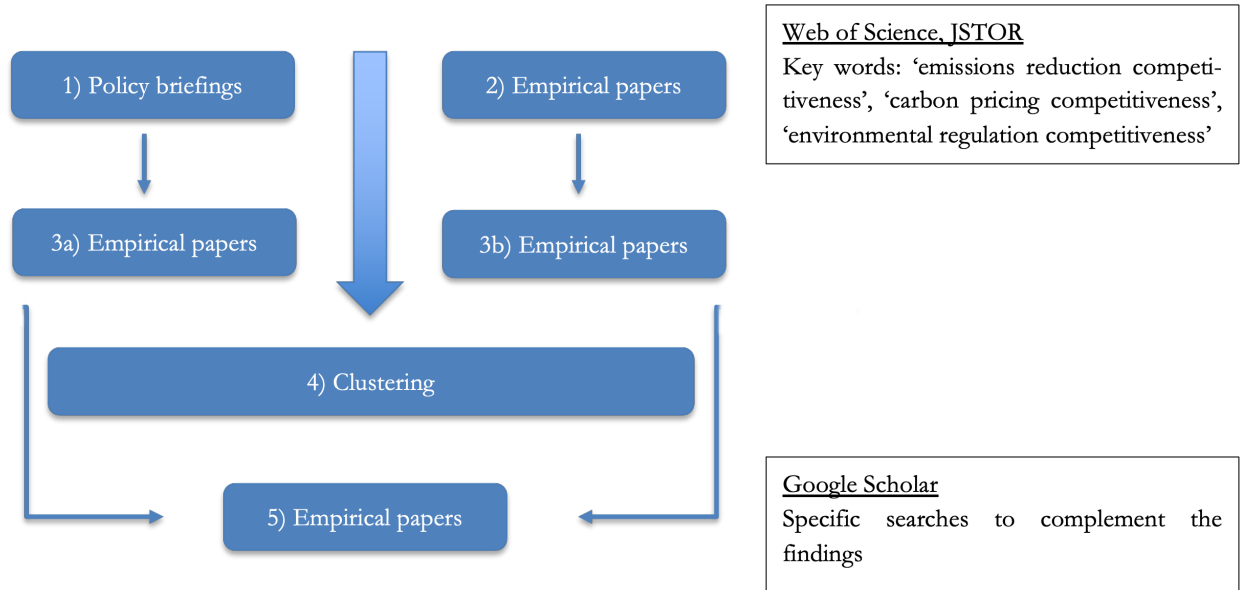 1) Policy briefings
2) Empirical papers
Web of Science, JSTOR
Key words: ‘emissions reduction competi-
tiveness’, ‘carbon pricing competitiveness’,
‘environmental regulation competitiveness’
3a) Empirical papers
3b) Empirical papers
4) Clustering
5) Empirical papers
Google Scholar
Specific searches to complement the
findings